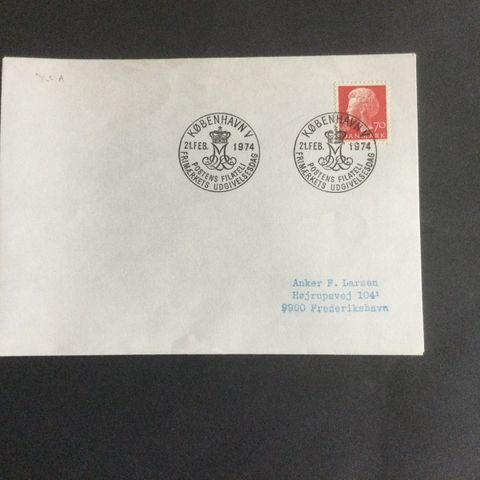 KØBENHAVN V
21.FEB. 1974
POSTENS FILATELI
FRIMÆRKETS UDGIVELSESDAG
KØBENHAVN V
21.FEB. 1974
POSTENS FILATELI
FRIMÆRKETS UDGIVELSESDAG
70
DANMARK
Anker F. Larsen
Højrupsvej 104¹
9900 Frederikshavn